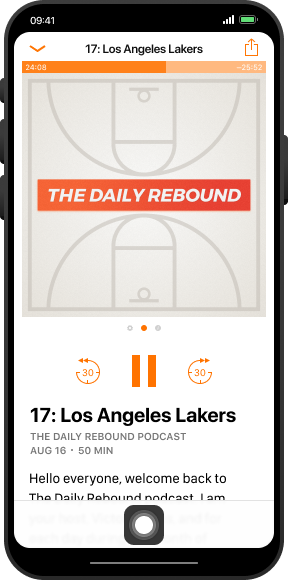 09:41
17: Los Angeles Lakers
24:08 −25:52
THE DAILY REBOUND
30 30
17: Los Angeles Lakers
THE DAILY REBOUND PODCAST
AUG 16 · 50 MIN
Hello everyone, welcome back to
The Daily Rebound podcast. I am